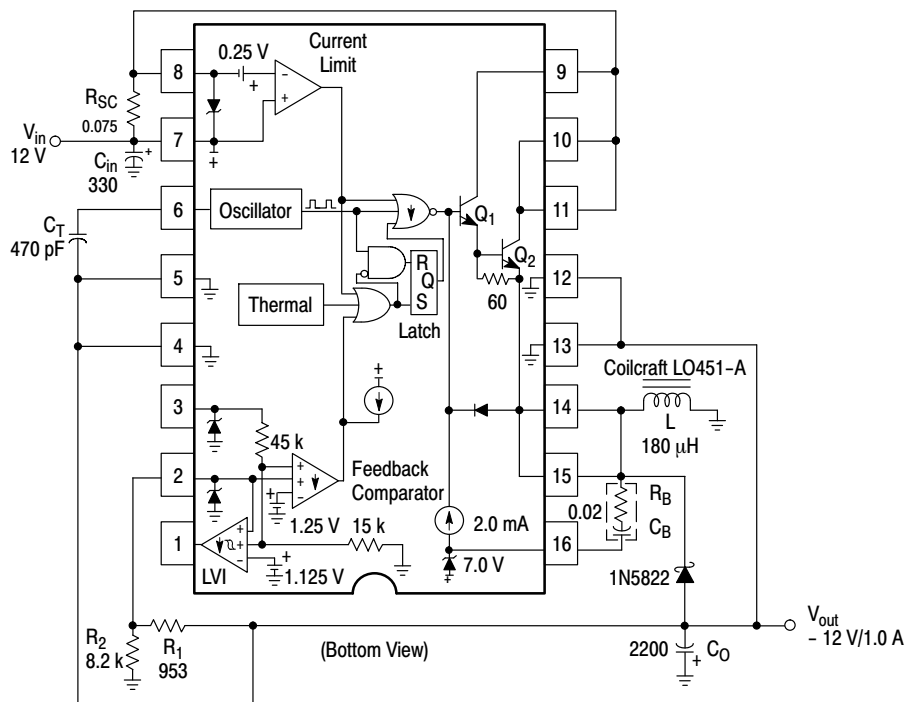 8
0.25 V
+
Current
Limit
−
+
9
R_SC
0.075
V_in
12 V
7
+
C_in
+
330
10
6
Oscillator
Q_1
11
C_T
470 pF
R
Q
S
Q_2
60
5
12
Thermal
Latch
4
13
+
Coilcraft LO451-A
3
14
45 k
L
180 µH
2
+
+
−
+
Feedback
Comparator
15
0.02
R_B
C_B
1.25 V
2.0 mA
1
+
+
−
15 k
+
16
LVI
1.125 V
7.0 V
+
1N5822
V_out
- 12 V/1.0 A
R_2
8.2 k
R_1
953
(Bottom View)
2200
+
C_O